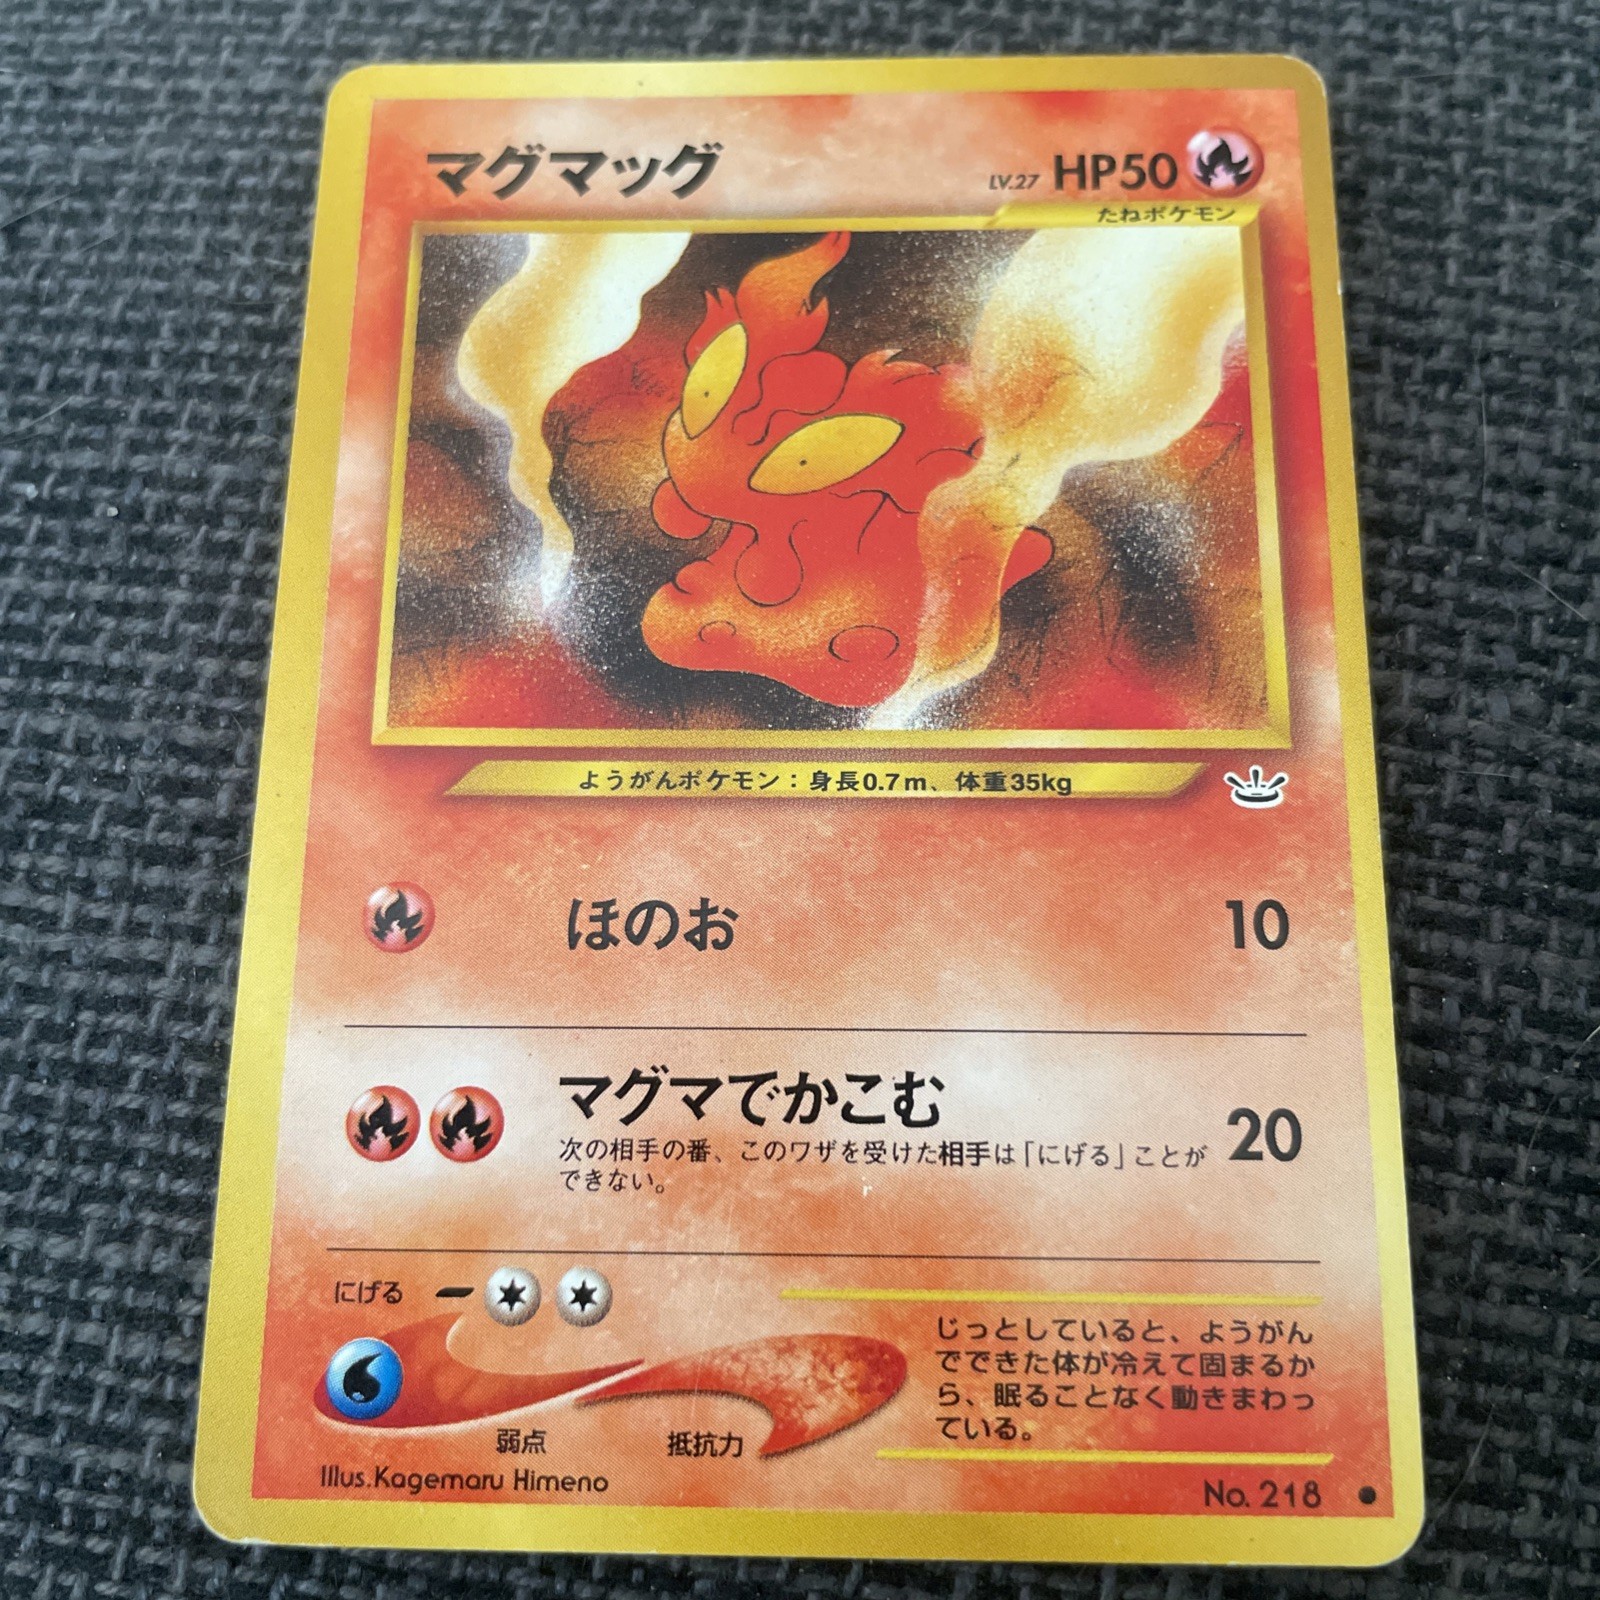 マグマッグ
LV.27 HP50
たねポケモン
ようがんポケモン：身長0.7m、体重35kg
ほのお 10
マグマでかこむ 20
次の相手の番、このワザを受けた相手は「にげる」ことが
できない。
にげる
じっとしていると、ようがん
でできた体が冷えて固まるか
ら、眠ることなく動きまわっ
ている。
弱点 抵抗力
Illus.Kagemaru Himeno
No. 218